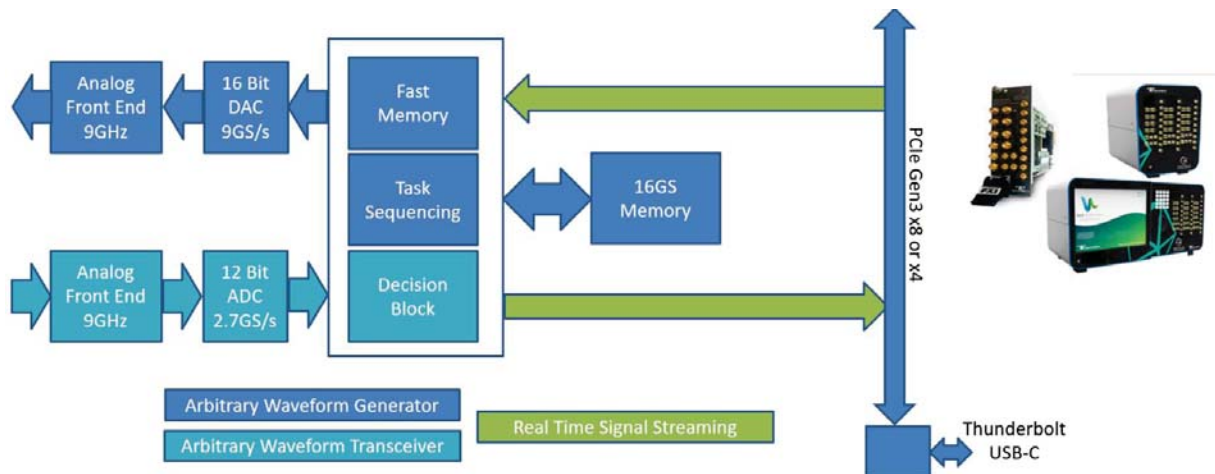 Analog
Front End
9GHz
16 Bit
DAC
9GS/s
Fast
Memory
Task
Sequencing
16GS
Memory
Analog
Front End
9GHz
12 Bit
ADC
2.7GS/s
Decision
Block
PCIe Gen3 x8 or x4
Arbitrary Waveform Generator
Arbitrary Waveform Transceiver
Real Time Signal Streaming
Thunderbolt
USB-C